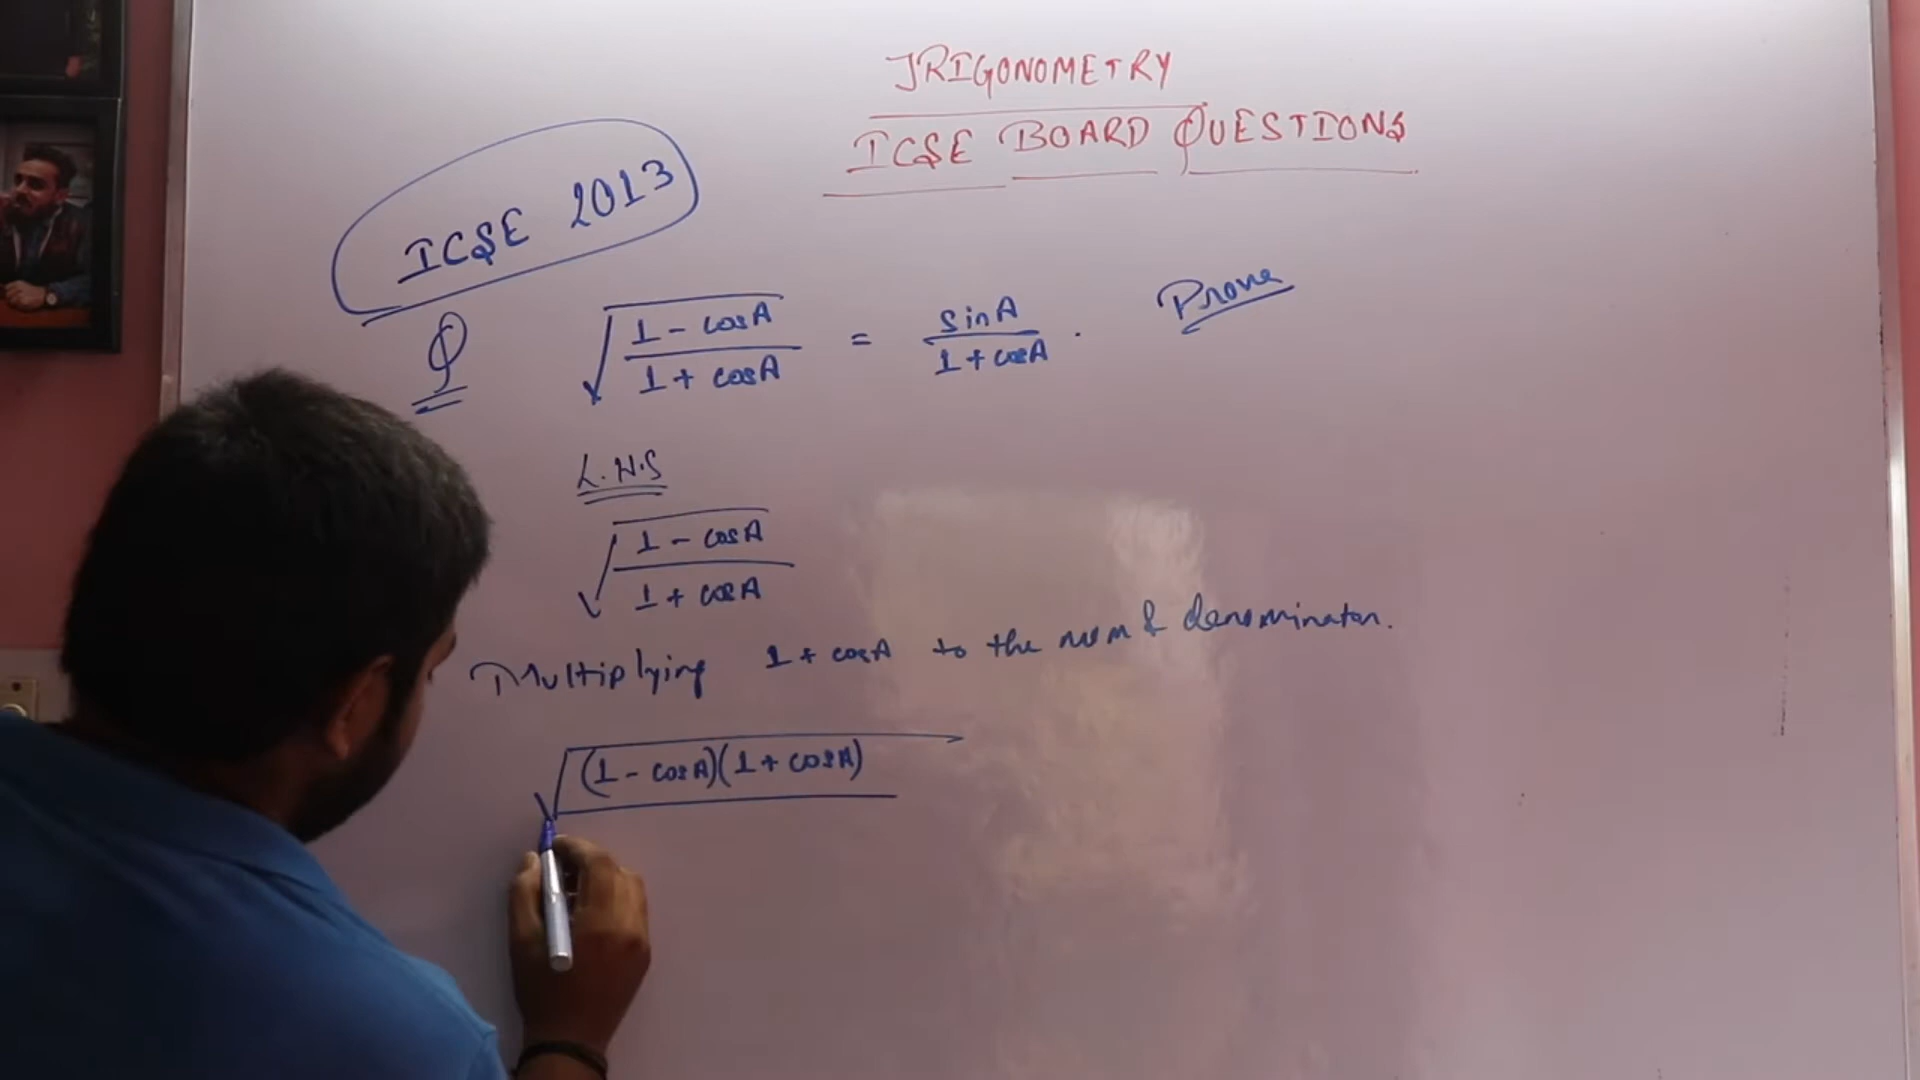 TRIGONOMETRY
ICSE BOARD QUESTIONS
ICSE 2013
Q √((1 - cosA)/(1 + cosA)) = sinA/(1 + cosA) . Prove
L.H.S
√((1 - cosA)/(1 + cosA))
Multiplying 1 + cosA to the num & denominator.
√((1 - cosA)(1 + cosA)